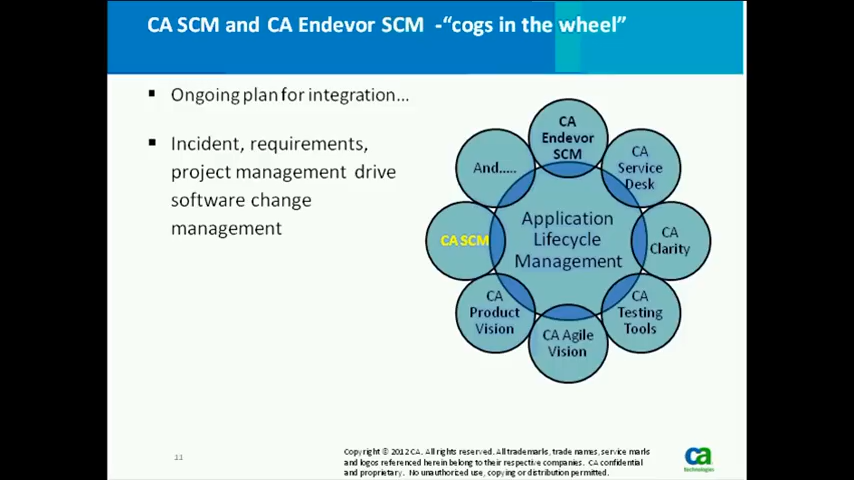 CA SCM and CA Endevor SCM -“cogs in the wheel”
Ongoing plan for integration...
Incident, requirements,
project management drive
software change
management
CA
Endevor
SCM
CA
Service
Desk
CA
Clarity
CA
Testing
Tools
CA Agile
Vision
CA
Product
Vision
CA SCM
And.....
Application
Lifecycle
Management
11
Copyright © 2012 CA. All rights reserved. All trademarks, trade names, service marks
and logos referenced herein belong to their respective companies. CA confidential
and proprietary. No unauthorized use, copying or distribution permitted.
ca
technologies